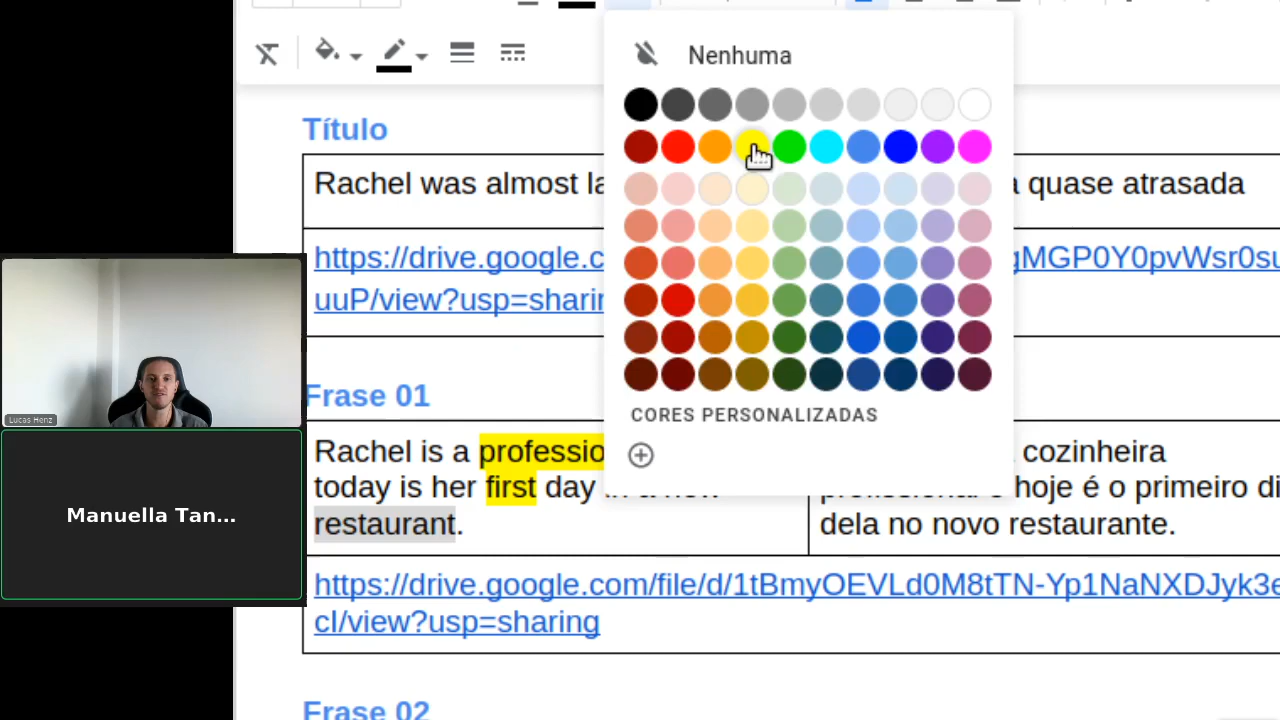 Nenhuma
Título
Rachel was almost
quase atrasada
https://drive.google.c
gMGP0Y0pvWsr0su
uuP/view?usp=sharin
CORES PERSONALIZADAS
Frase 01
Rachel is a professio
today is her first day
restaurant.
cozinheira
hoje é o primeiro di
dela no novo restaurante.
https://drive.google.com/file/d/1tBmyOEVLd0M8tTN-Yp1NaNXDJyk3e
cI/view?usp=sharing
Frase 02
Lucas Henz
Manuella Tan...